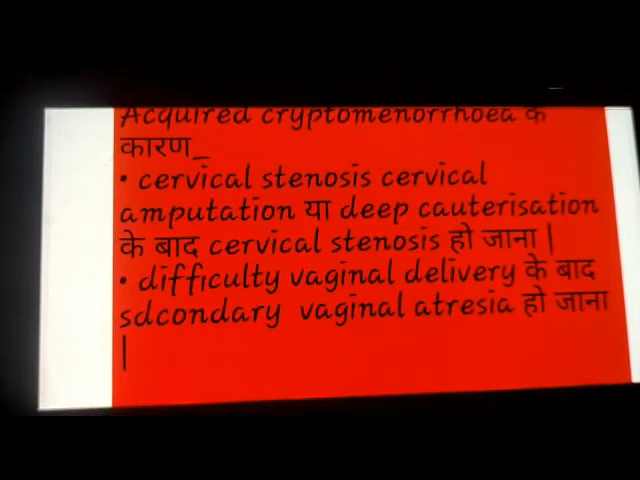 Acquired cryptomenorrhoea के
कारण_
• cervical stenosis cervical
amputation या deep cauterisation
के बाद cervical stenosis हो जाना |
• difficulty vaginal delivery के बाद
sdcondary vaginal atresia हो जाना
|